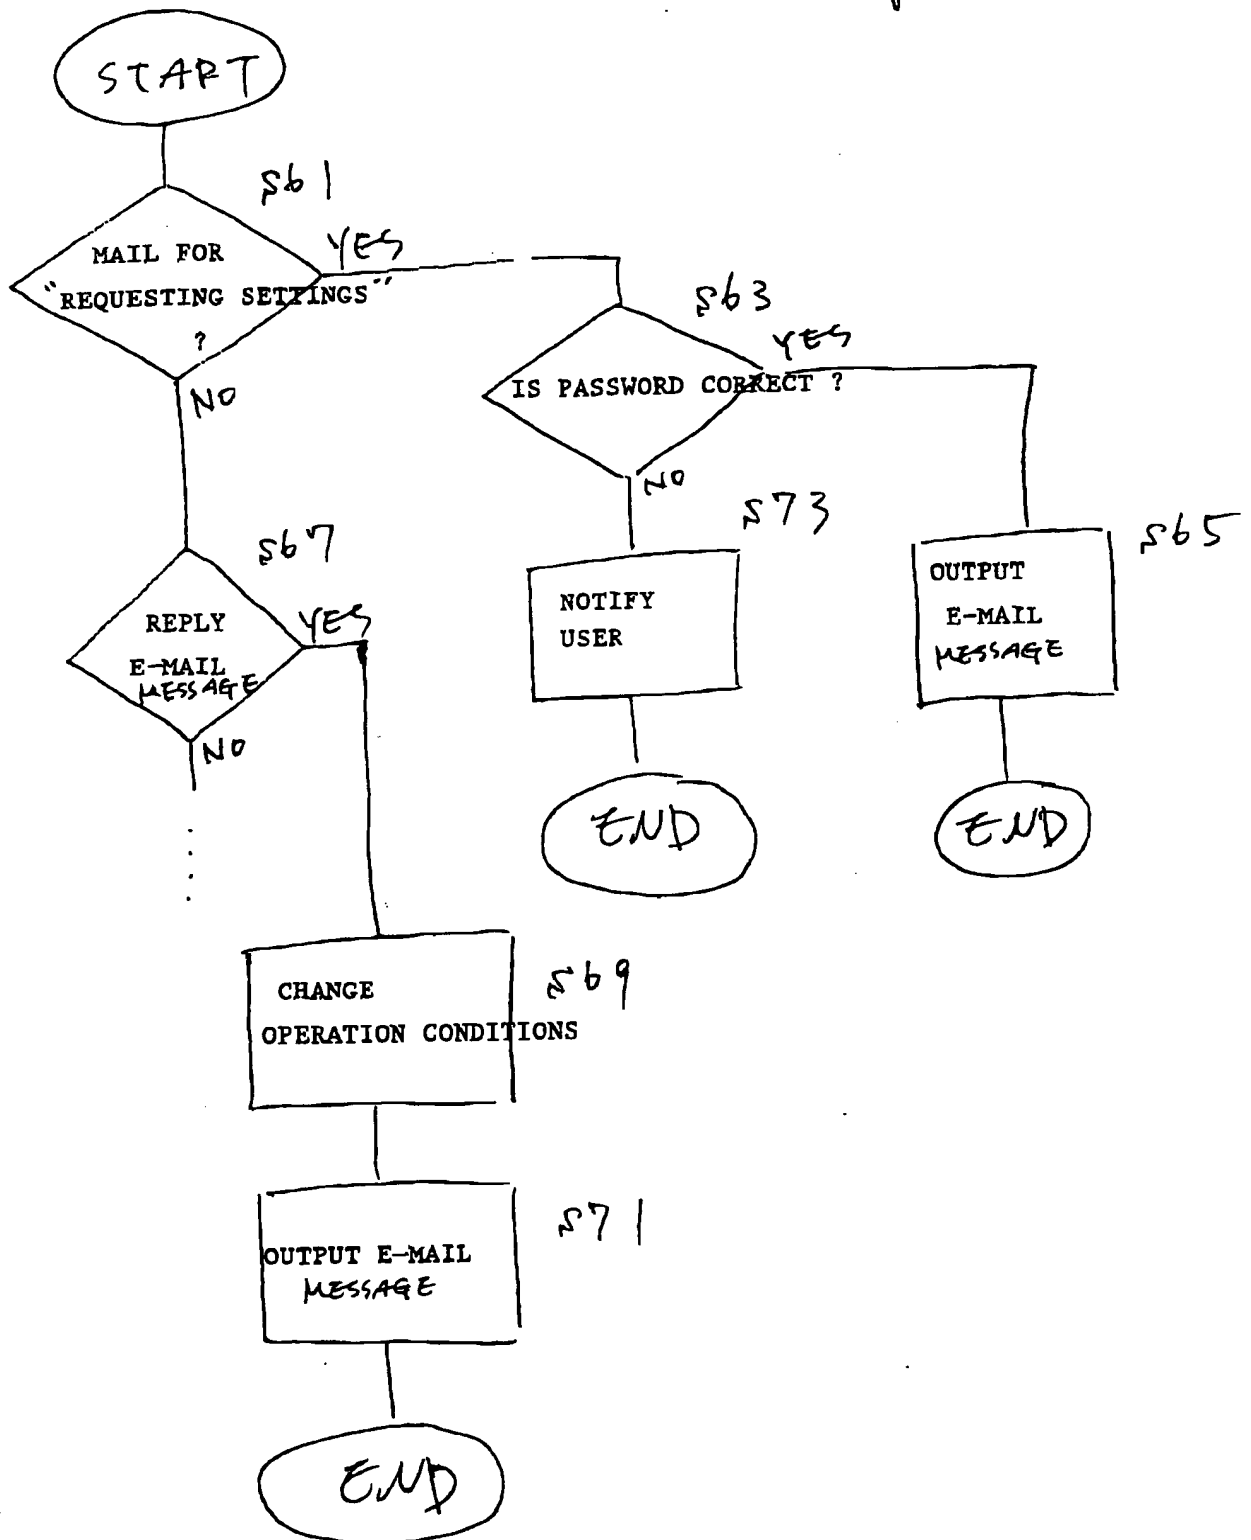 START
S61
MAIL FOR
YES
"REQUESTING SETTINGS"
?
NO
S63
YES
IS PASSWORD CORRECT ?
NO
S73
S65
NOTIFY
USER
OUTPUT
E-MAIL
MESSAGE
END
END
S67
REPLY
YES
E-MAIL
MESSAGE
NO
S69
CHANGE
OPERATION CONDITIONS
S71
OUTPUT E-MAIL
MESSAGE
END